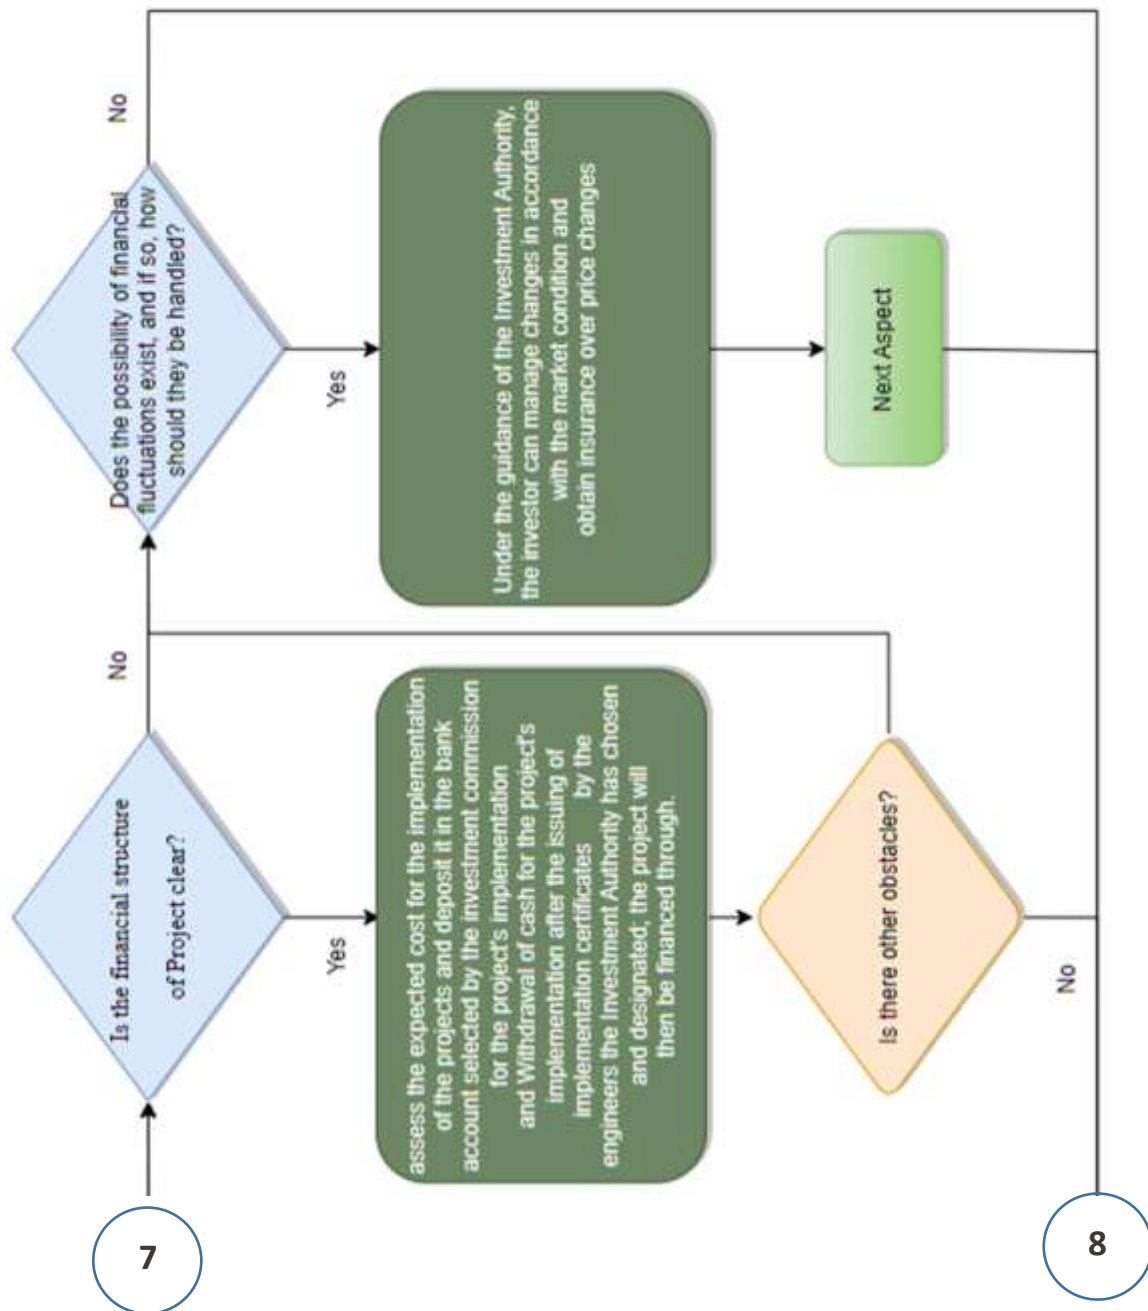 7
Is the financial structure
of Project clear?
No
Yes
assess the expected cost for the implementation
of the projects and deposit it in the bank
account selected by the investment commission
for the project's implementation
and Withdrawal of cash for the project's
implementation after the issuing of
implementation certificates by the
engineers the Investment Authority has chosen
and designated, the project will
then be financed through.
Is there other obstacles?
No
Does the possibility of financial
fluctuations exist, and if so, how
should they be handled?
No
Yes
Under the guidance of the Investment Authority,
the investor can manage changes in accordance
with the market condition and
obtain insurance over price changes
Next Aspect
8